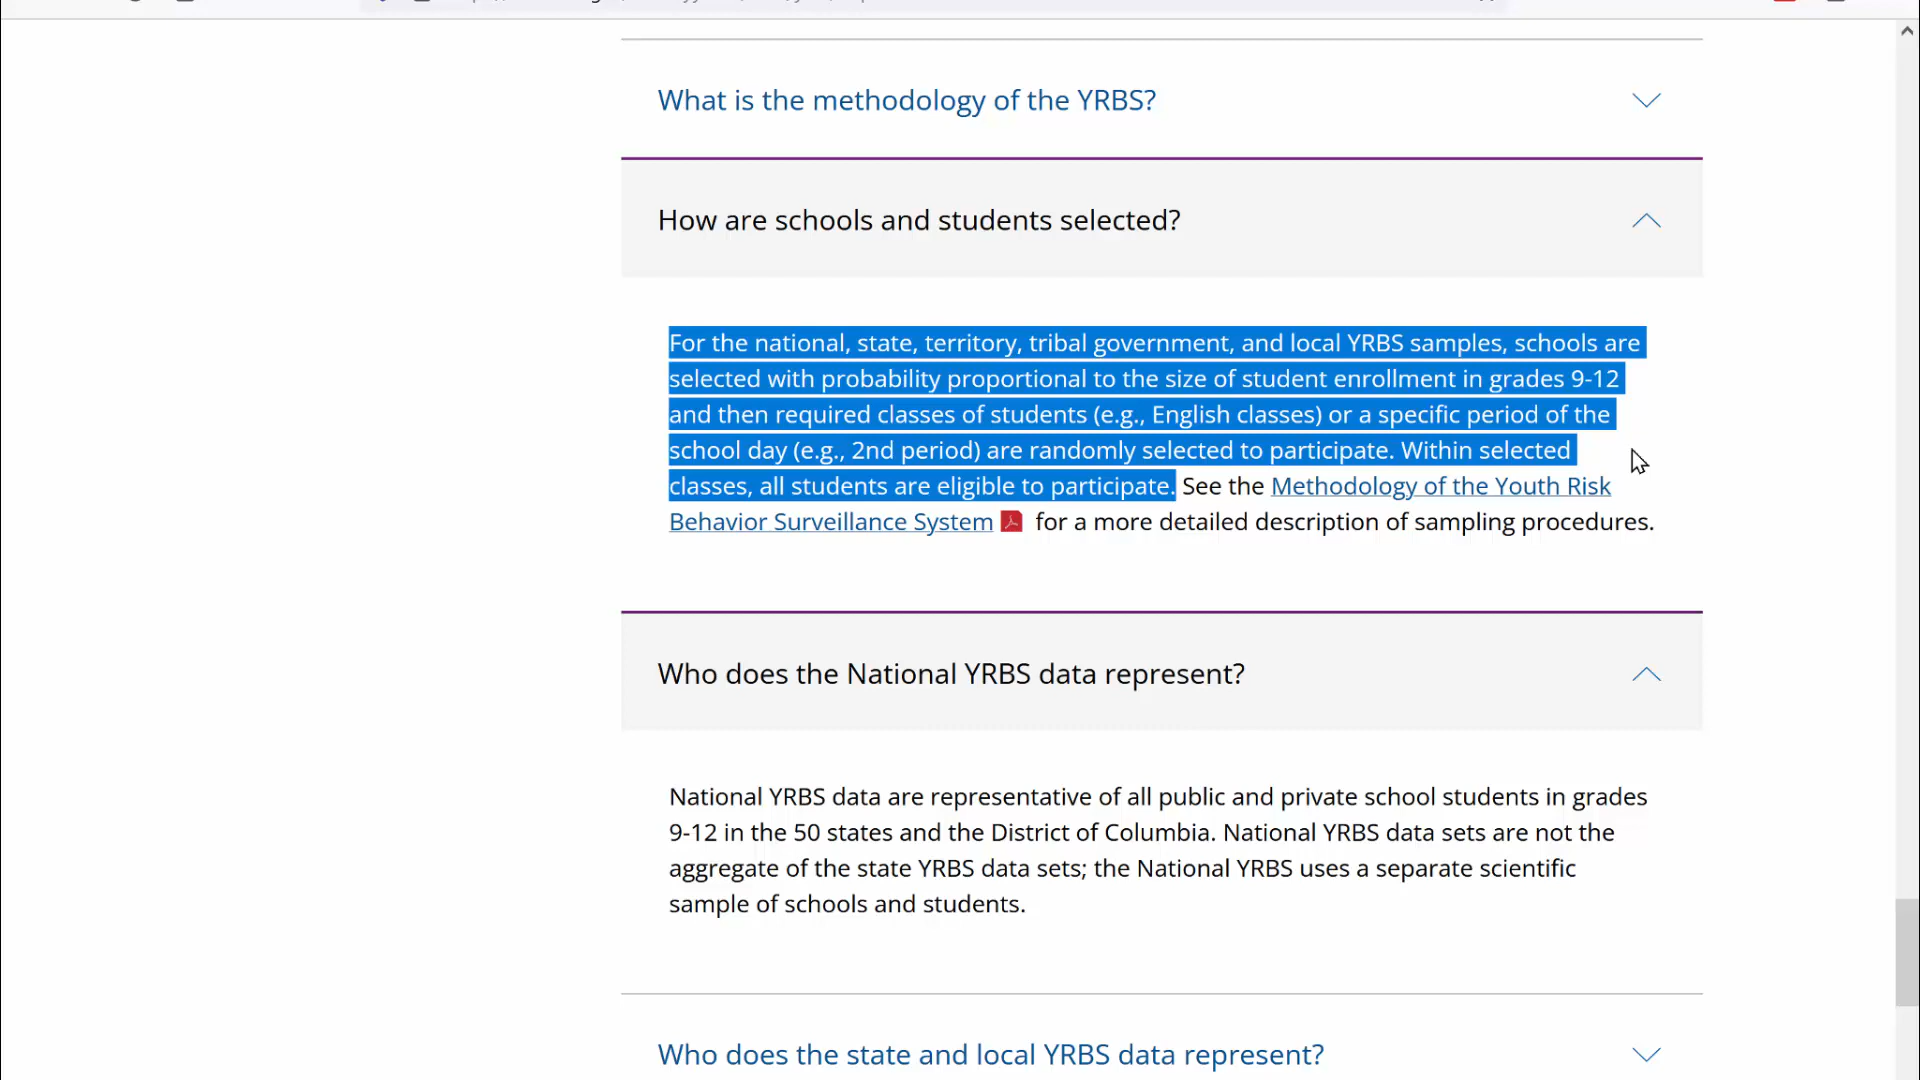 What is the methodology of the YRBS?
How are schools and students selected?
For the national, state, territory, tribal government, and local YRBS samples, schools are
selected with probability proportional to the size of student enrollment in grades 9-12
and then required classes of students (e.g., English classes) or a specific period of the
school day (e.g., 2nd period) are randomly selected to participate. Within selected
classes, all students are eligible to participate. See the Methodology of the Youth Risk
Behavior Surveillance System for a more detailed description of sampling procedures.
Who does the National YRBS data represent?
National YRBS data are representative of all public and private school students in grades
9-12 in the 50 states and the District of Columbia. National YRBS data sets are not the
aggregate of the state YRBS data sets; the National YRBS uses a separate scientific
sample of schools and students.
Who does the state and local YRBS data represent?